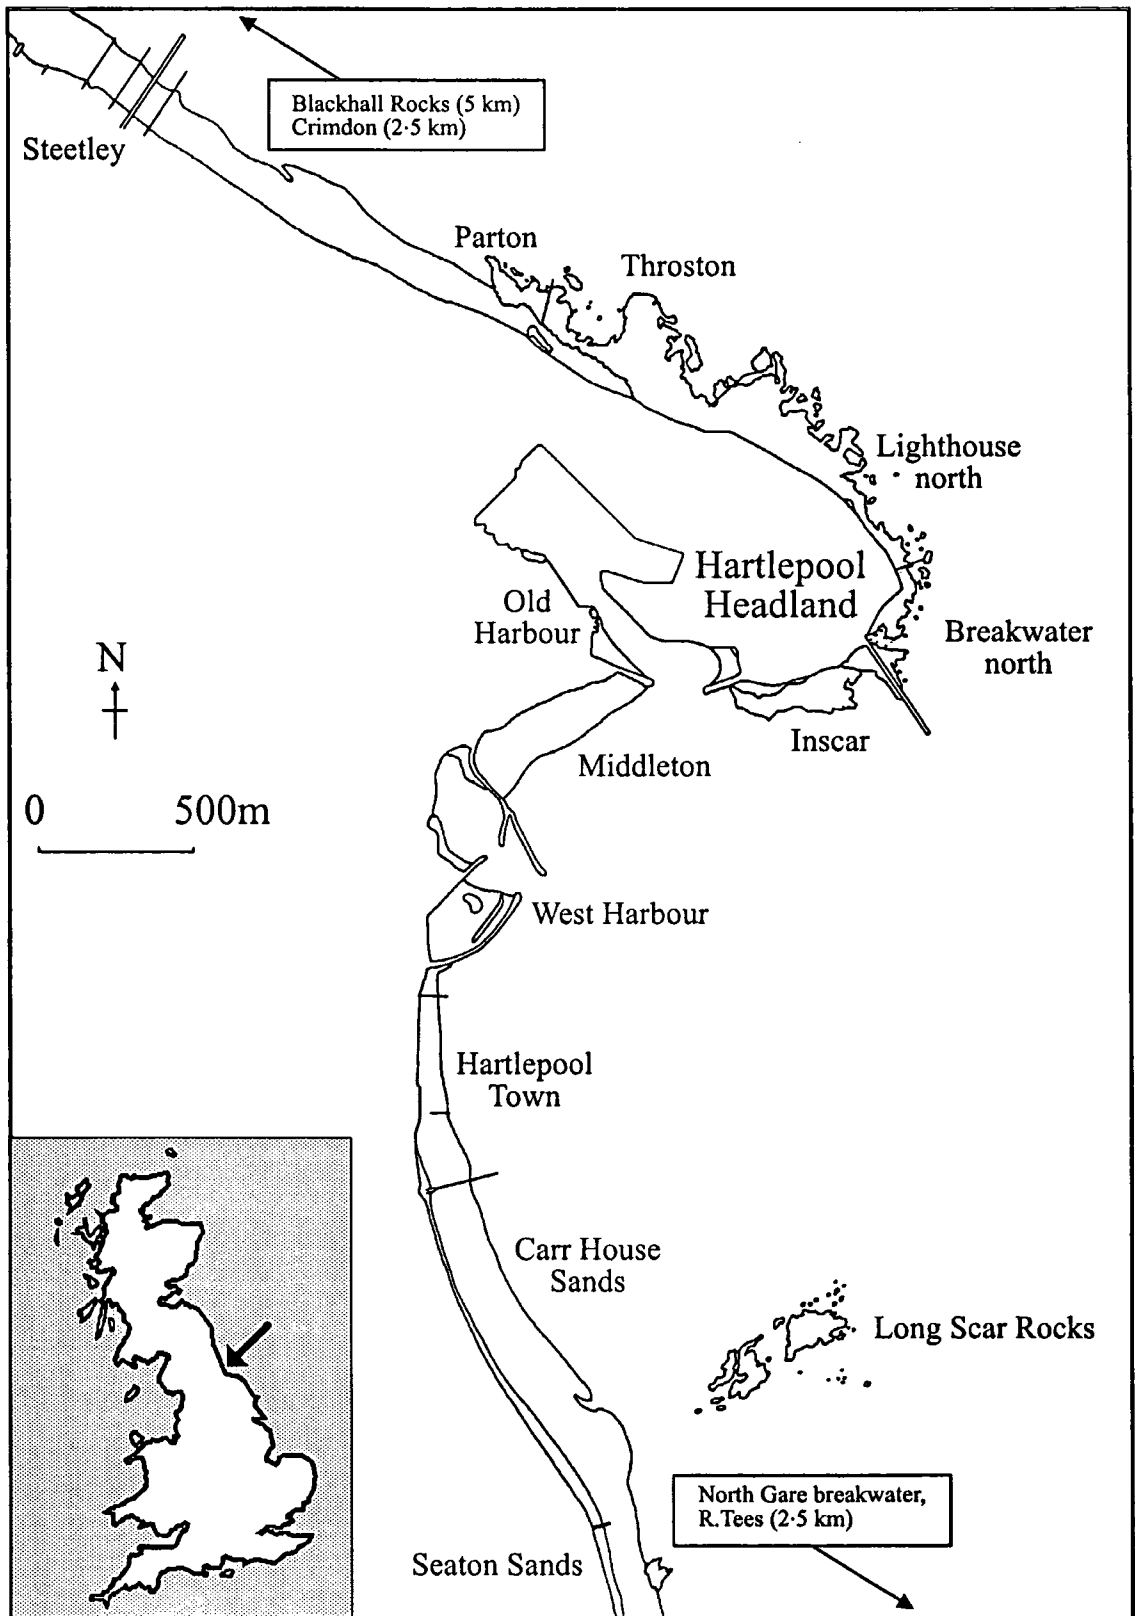 Blackhall Rocks (5 km)
Crimdon (2·5 km)
Steetley
Parton
Throston
Lighthouse
north
Hartlepool
Headland
Old
Harbour
Breakwater
north
N
Inscar
Middleton
0 500m
West Harbour
Hartlepool
Town
Carr House
Sands
Long Scar Rocks
North Gare breakwater,
R.Tees (2·5 km)
Seaton Sands